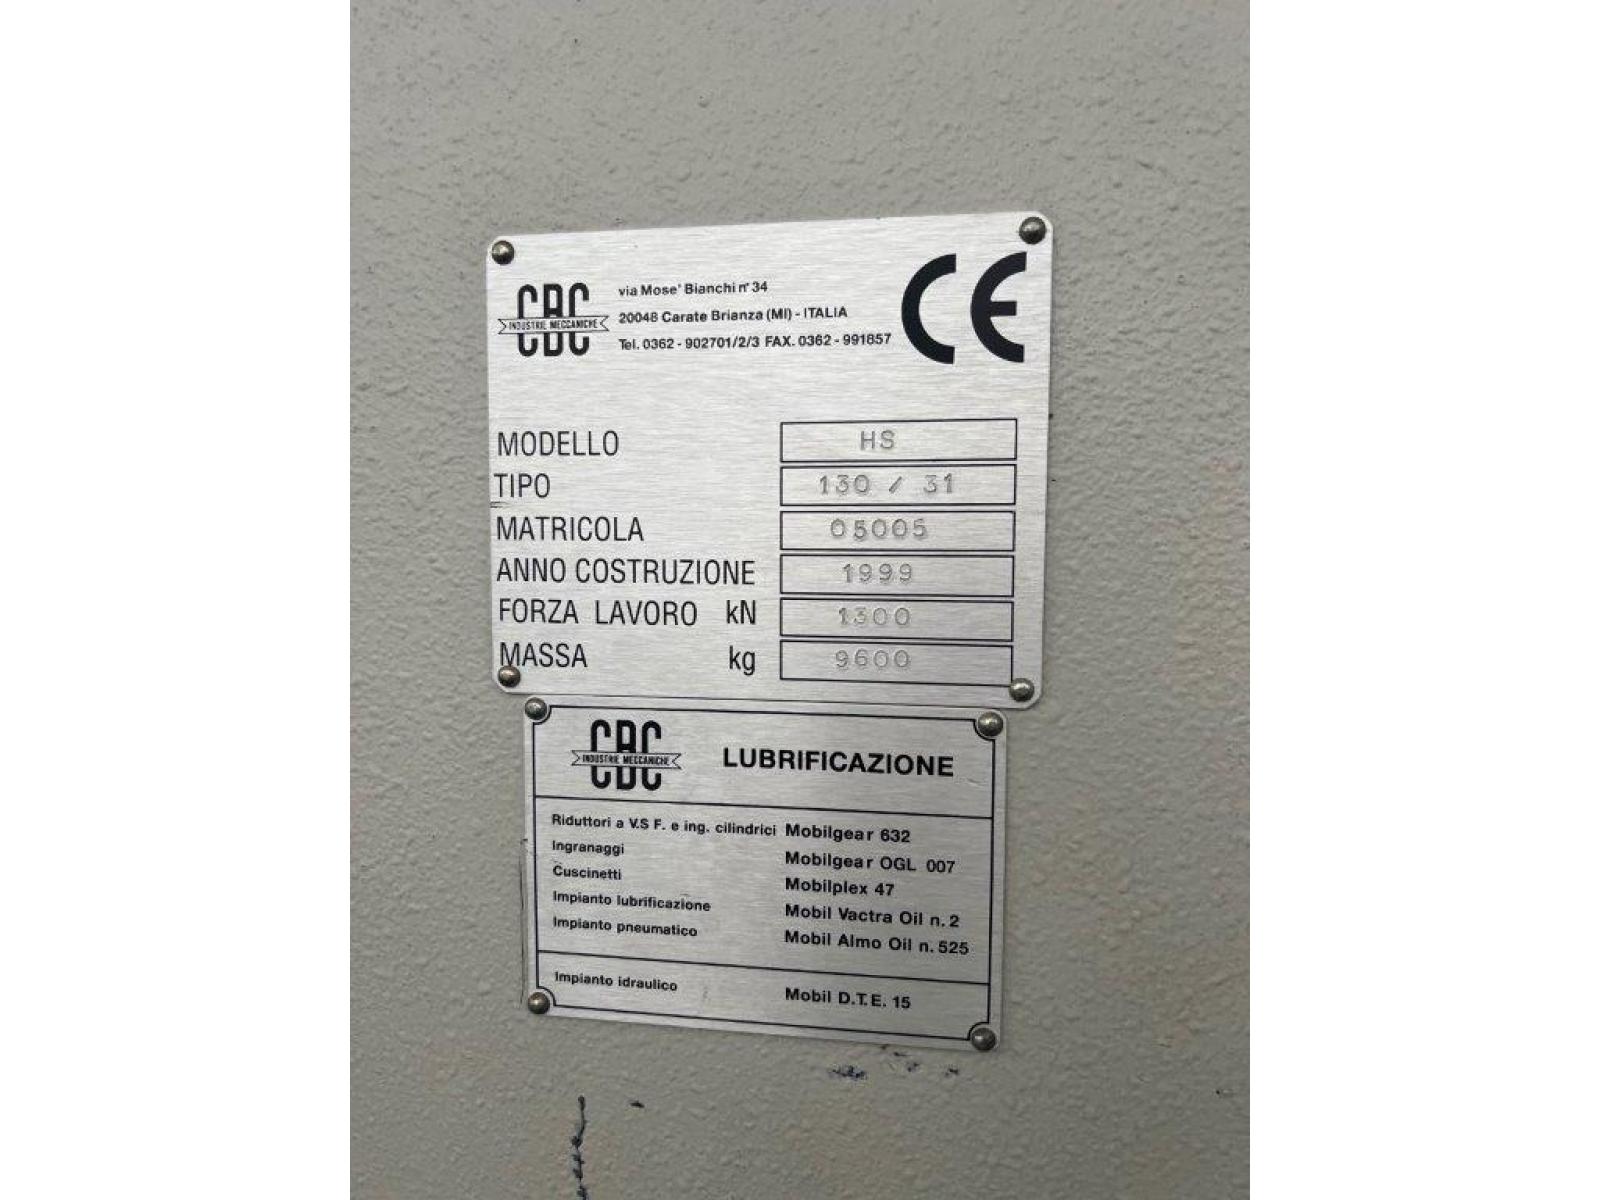 CBC
INDUSTRIE MECCANICHE
via Mose' Bianchi n° 34
20048 Carate Brianza (MI) - ITALIA
Tel. 0362 - 902701/2/3 FAX. 0362 - 991857
CE
MODELLO HS
TIPO 130 / 31
MATRICOLA 05005
ANNO COSTRUZIONE 1999
FORZA LAVORO kN 1300
MASSA kg 9600
CBC
INDUSTRIE MECCANICHE
LUBRIFICAZIONE
Riduttori a V.S F. e ing. cilindrici Mobilgear 632
Ingranaggi Mobilgear OGL 007
Cuscinetti Mobilplex 47
Impianto lubrificazione Mobil Vactra Oil n. 2
Impianto pneumatico Mobil Almo Oil n. 525
Impianto idraulico Mobil D.T.E. 15